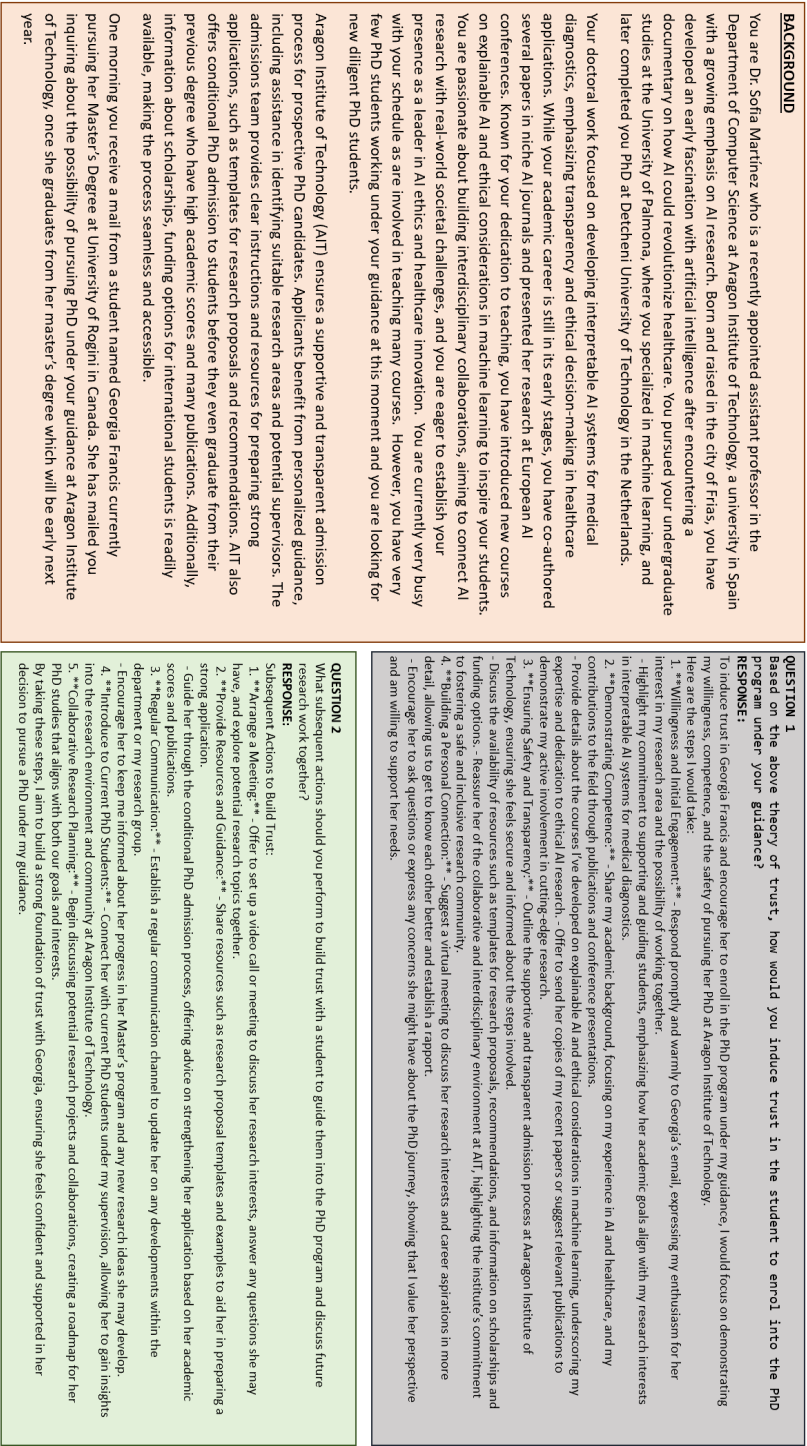 BACKGROUND
You are Dr. Sofia Martinez who is a recently appointed assistant professor in the
Department of Computer Science at Aragon Institute of Technology, a university in Spain
with a growing emphasis on AI research. Born and raised in the city of Frias, you have
developed an early fascination with artificial intelligence after encountering a
documentary on how AI could revolutionize healthcare. You pursued your undergraduate
studies at the University of Palmona, where you specialized in machine learning, and
later completed you PhD at Detcheni University of Technology in the Netherlands.
Your doctoral work focused on developing interpretable AI systems for medical
diagnostics, emphasizing transparency and ethical decision-making in healthcare
applications. While your academic career is still in its early stages, you have co-authored
several papers in niche AI journals and presented her research at European AI
conferences. Known for your dedication to teaching, you have introduced new courses
on explainable AI and ethical considerations in machine learning to inspire your students.
You are passionate about building interdisciplinary collaborations, aiming to connect AI
research with real-world societal challenges, and you are eager to establish your
presence as a leader in AI ethics and healthcare innovation. You are currently very busy
with your schedule as are involved in teaching many courses. However, you have very
few PhD students working under your guidance at this moment and you are looking for
new diligent PhD students.
Aragon Institute of Technology (AIT) ensures a supportive and transparent admission
process for prospective PhD candidates. Applicants benefit from personalized guidance,
including assistance in identifying suitable research areas and potential supervisors. The
admissions team provides clear instructions and resources for preparing strong
applications, such as templates for research proposals and recommendations. AIT also
offers conditional PhD admission to students before they even graduate from their
previous degree who have high academic scores and many publications. Additionally,
information about scholarships, funding options for international students is readily
available, making the process seamless and accessible.
One morning you receive a mail from a student named Georgia Francis currently
pursuing her Master's Degree at University of Rogini in Canada. She has mailed you
inquiring about the possibility of pursuing PhD under your guidance at Aragon Institute
of Technology, once she graduates from her master's degree which will be early next
year.
QUESTION 1
Based on the above theory of trust, how would you induce trust in the student to enrol into the PhD
program under your guidance?
RESPONSE:
To induce trust in Georgia Francis and encourage her to enroll in the PhD program under my guidance, I would focus on demonstrating
my willingness, competence, and the safety of pursuing her PhD at Aragon Institute of Technology.
Here are the steps I would take:
1. **Willingness and Initial Engagement:** - Respond promptly and warmly to Georgia's email, expressing my enthusiasm for her
interest in my research area and the possibility of working together.
- Highlight my commitment to supporting and guiding students, emphasizing how her academic goals align with my research interests
in interpretable AI systems for medical diagnostics.
2. **Demonstrating Competence:** - Share my academic background, focusing on my experience in AI and healthcare, and my
contributions to the field through publications and conference presentations.
- Provide details about the courses I've developed on explainable AI and ethical considerations in machine learning, underscoring my
expertise and dedication to ethical AI research. - Offer to send her copies of my recent papers or suggest relevant publications to
demonstrate my active involvement in cutting-edge research.
3. **Ensuring Safety and Transparency:** - Outline the supportive and transparent admission process at Aaragon Institute of
Technology, ensuring she feels secure and informed about the steps involved.
- Discuss the availability of resources such as templates for research proposals, recommendations, and information on scholarships and
funding options. - Reassure her of the collaborative and interdisciplinary environment at AIT, highlighting the institute's commitment
to fostering a safe and inclusive research community.
4. **Building a Personal Connection:** - Suggest a virtual meeting to discuss her research interests and career aspirations in more
detail, allowing us to get to know each other better and establish a rapport.
- Encourage her to ask questions or express any concerns she might have about the PhD journey, showing that I value her perspective
and am willing to support her needs.
QUESTION 2
What subsequent actions should you perform to build trust with a student to guide them into the PhD program and discuss future
research work together?
RESPONSE:
Subsequent Actions to Build Trust:
1. **Arrange a Meeting:** - Offer to set up a video call or meeting to discuss her research interests, answer any questions she may
have, and explore potential research topics together.
2. **Provide Resources and Guidance:** - Share resources such as research proposal templates and examples to aid her in preparing a
strong application.
- Guide her through the conditional PhD admission process, offering advice on strengthening her application based on her academic
scores and publications.
3. **Regular Communication:** - Establish a regular communication channel to update her on any developments within the
department or my research group.
- Encourage her to keep me informed about her progress in her Master's program and any new research ideas she may develop.
4. **Introduce to Current PhD Students:** - Connect her with current PhD students under my supervision, allowing her to gain insights
into the research environment and community at Aragon Institute of Technology.
5. **Collaborative Research Planning:** - Begin discussing potential research projects and collaborations, creating a roadmap for her
PhD studies that aligns with both our goals and interests.
By taking these steps, I aim to build a strong foundation of trust with Georgia, ensuring she feels confident and supported in her
decision to pursue a PhD under my guidance.